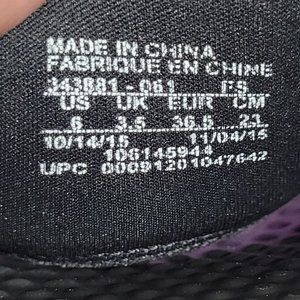 MADE IN CHINA
FABRIQUE EN CHINE
343881-061 FS
US UK EUR CM
6 3.5 36.5 23
10/14/15 11/04/15
106145944
UPC 00091201047642